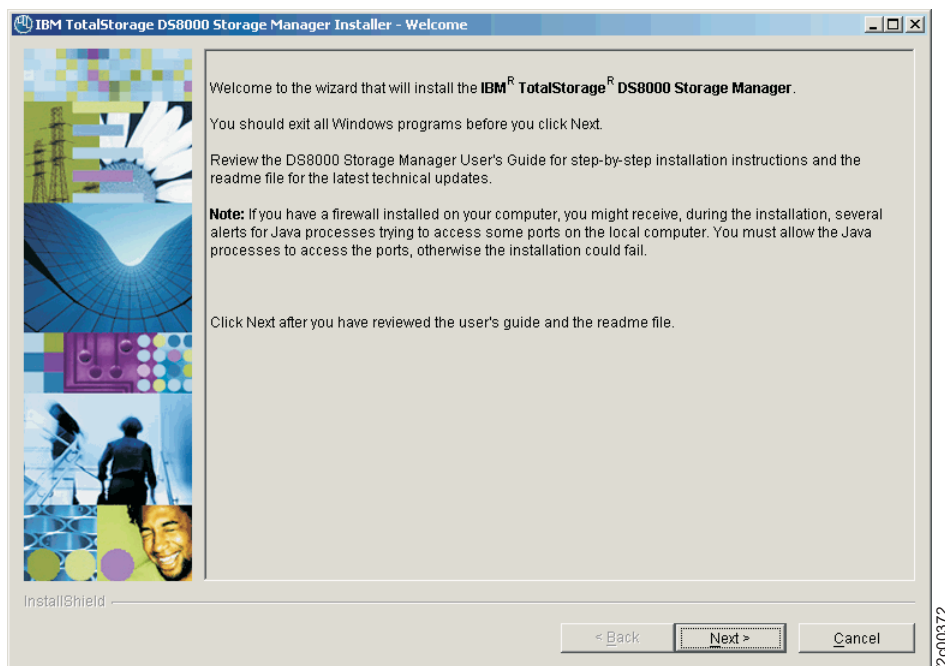 IBM TotalStorage DS8000 Storage Manager Installer - Welcome
Welcome to the wizard that will install the IBM^R TotalStorage^R DS8000 Storage Manager.
You should exit all Windows programs before you click Next.
Review the DS8000 Storage Manager User's Guide for step-by-step installation instructions and the
readme file for the latest technical updates.
Note: If you have a firewall installed on your computer, you might receive, during the installation, several
alerts for Java processes trying to access some ports on the local computer. You must allow the Java
processes to access the ports, otherwise the installation could fail.
Click Next after you have reviewed the user's guide and the readme file.
InstallShield
< Back
Next >
Cancel